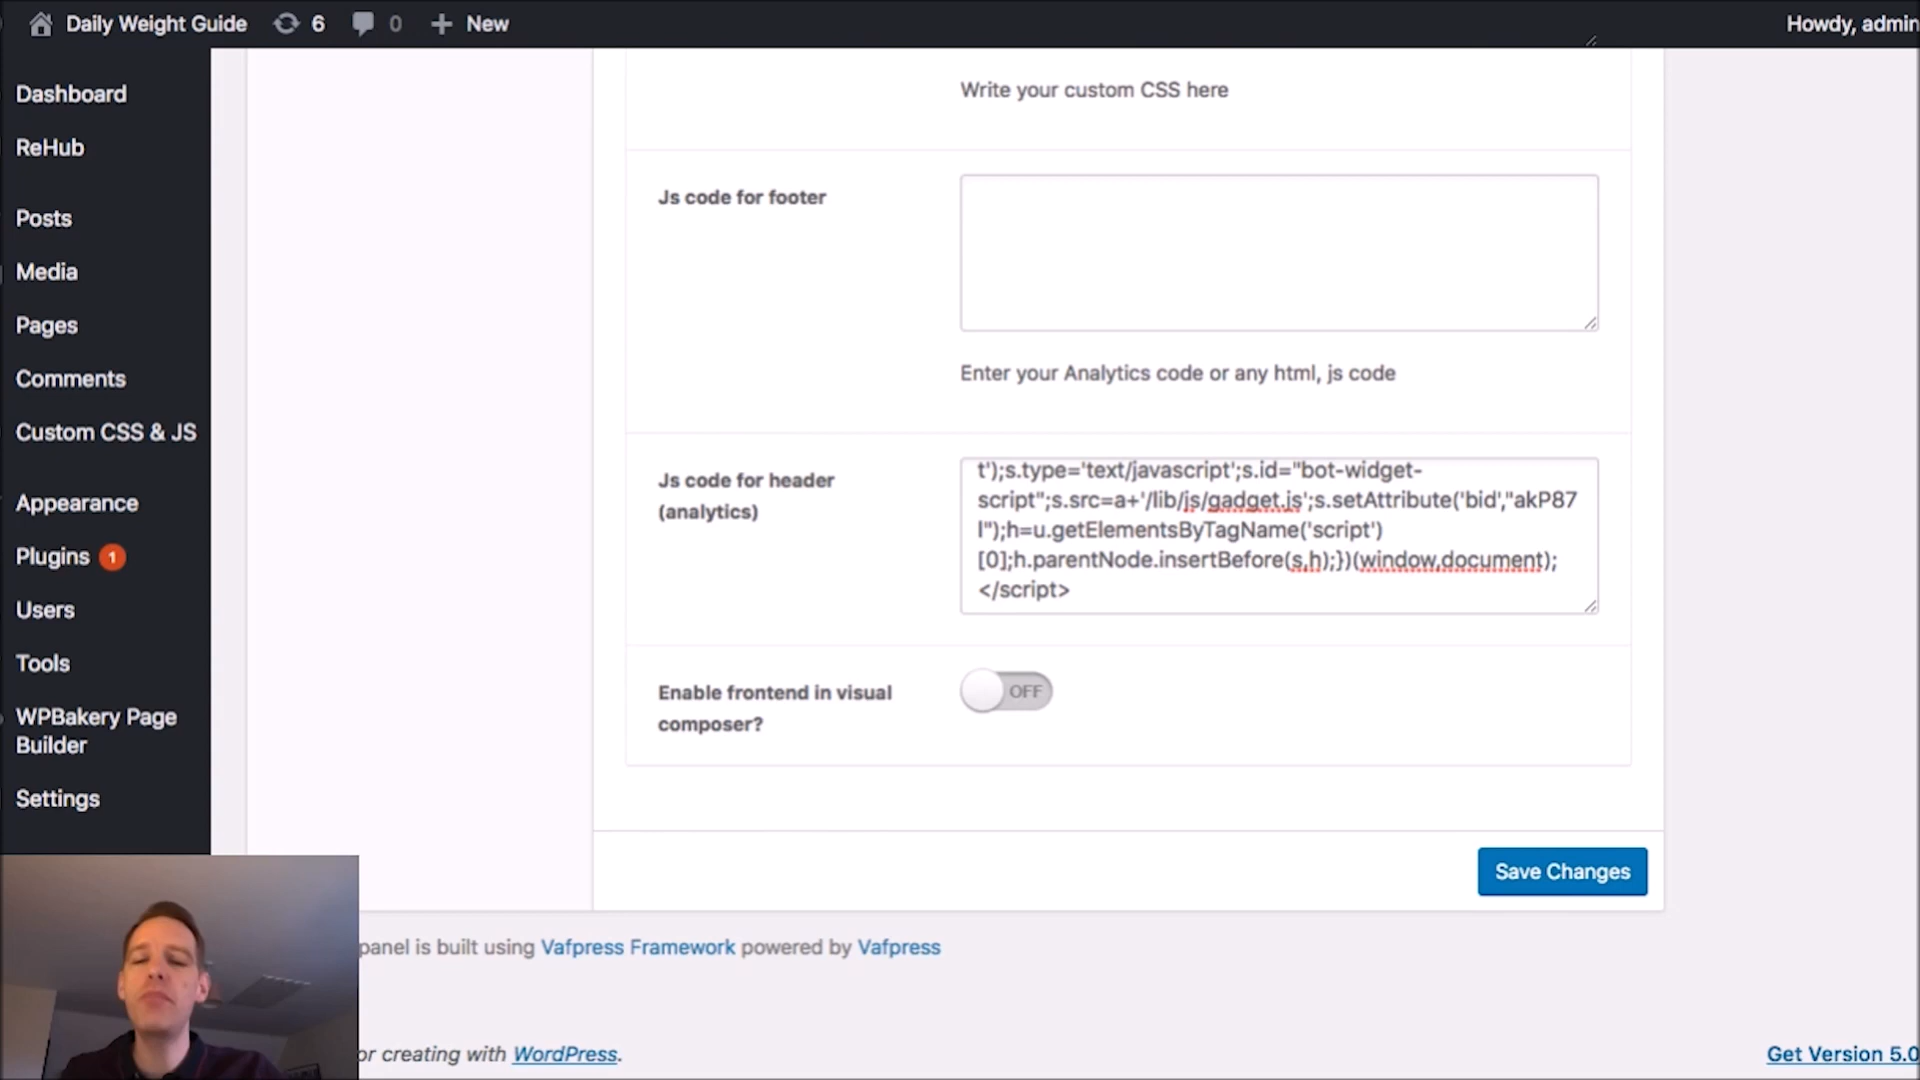 Daily Weight Guide 6 0 New Howdy, admin
Dashboard
ReHub
Posts
Media
Pages
Comments
Custom CSS & JS
Appearance
Plugins 1
Users
Tools
WPBakery Page
Builder
Settings
Write your custom CSS here
Js code for footer
Enter your Analytics code or any html, js code
Js code for header
(analytics)
t');s.type='text/javascript';s.id="bot-widget-
script";s.src=a+'/lib/js/gadget.js';s.setAttribute('bid',"akP87
l");h=u.getElementsByTagName('script')
[0];h.parentNode.insertBefore(s,h);})(window,document);
</script>
Enable frontend in visual
composer?
OFF
Save Changes
panel is built using Vafpress Framework powered by Vafpress
or creating with WordPress.
Get Version 5.0